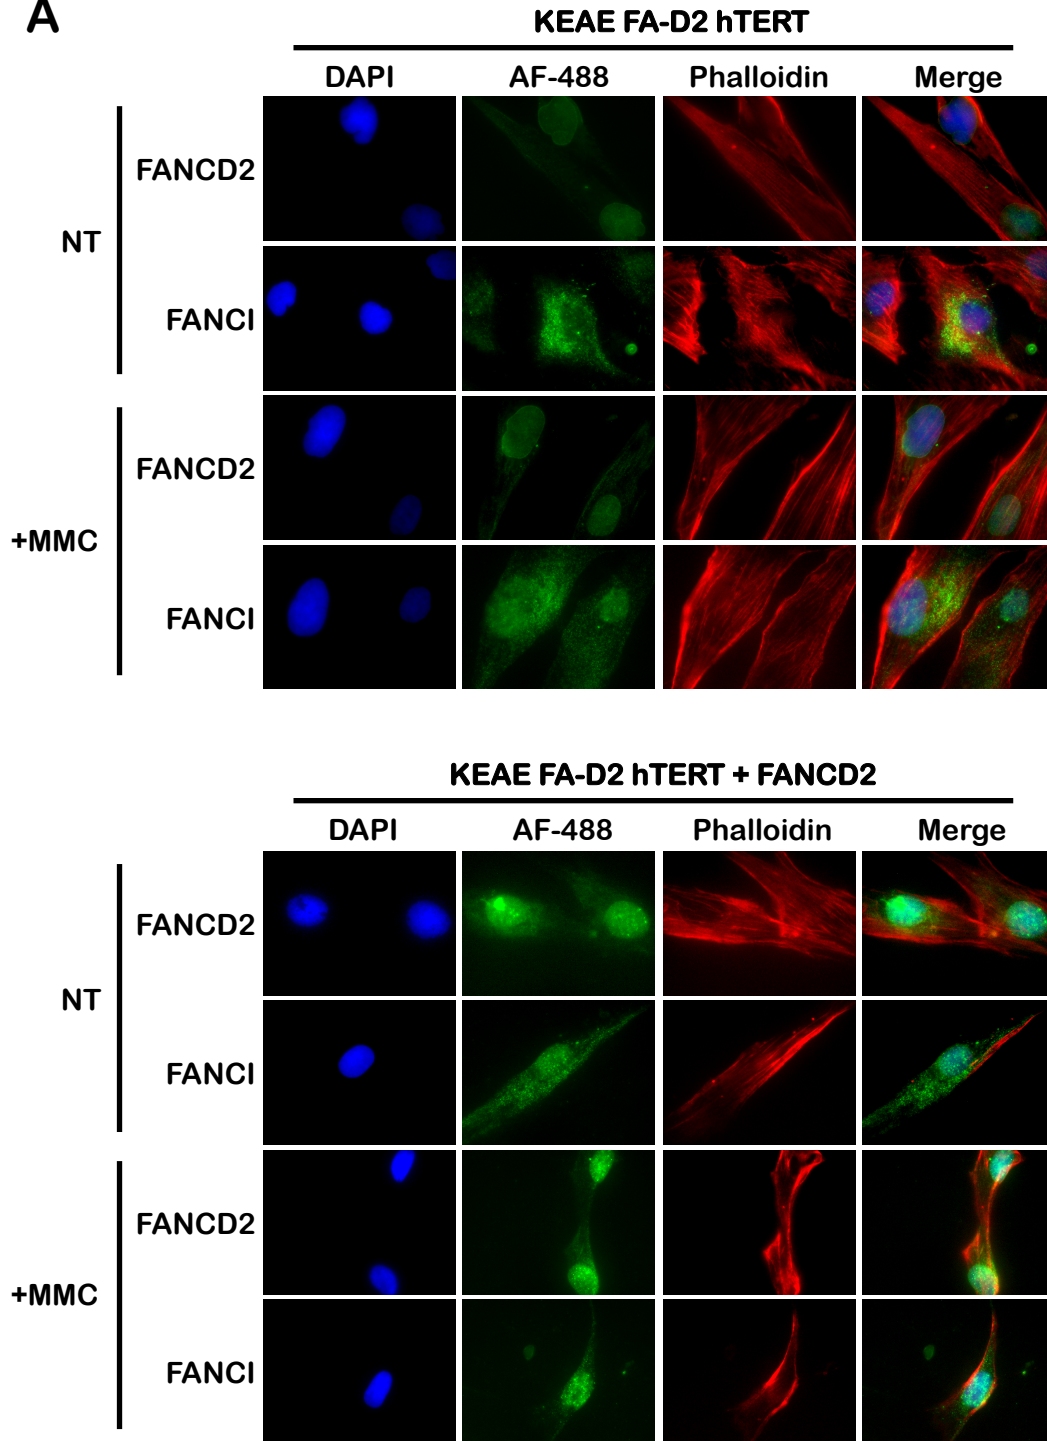 A
KEAE FA-D2 hTERT
DAPI AF-488 Phalloidin Merge
FANCD2
NT
FANCI
FANCD2
+MMC
FANCI
KEAE FA-D2 hTERT + FANCD2
DAPI AF-488 Phalloidin Merge
FANCD2
NT
FANCI
FANCD2
+MMC
FANCI